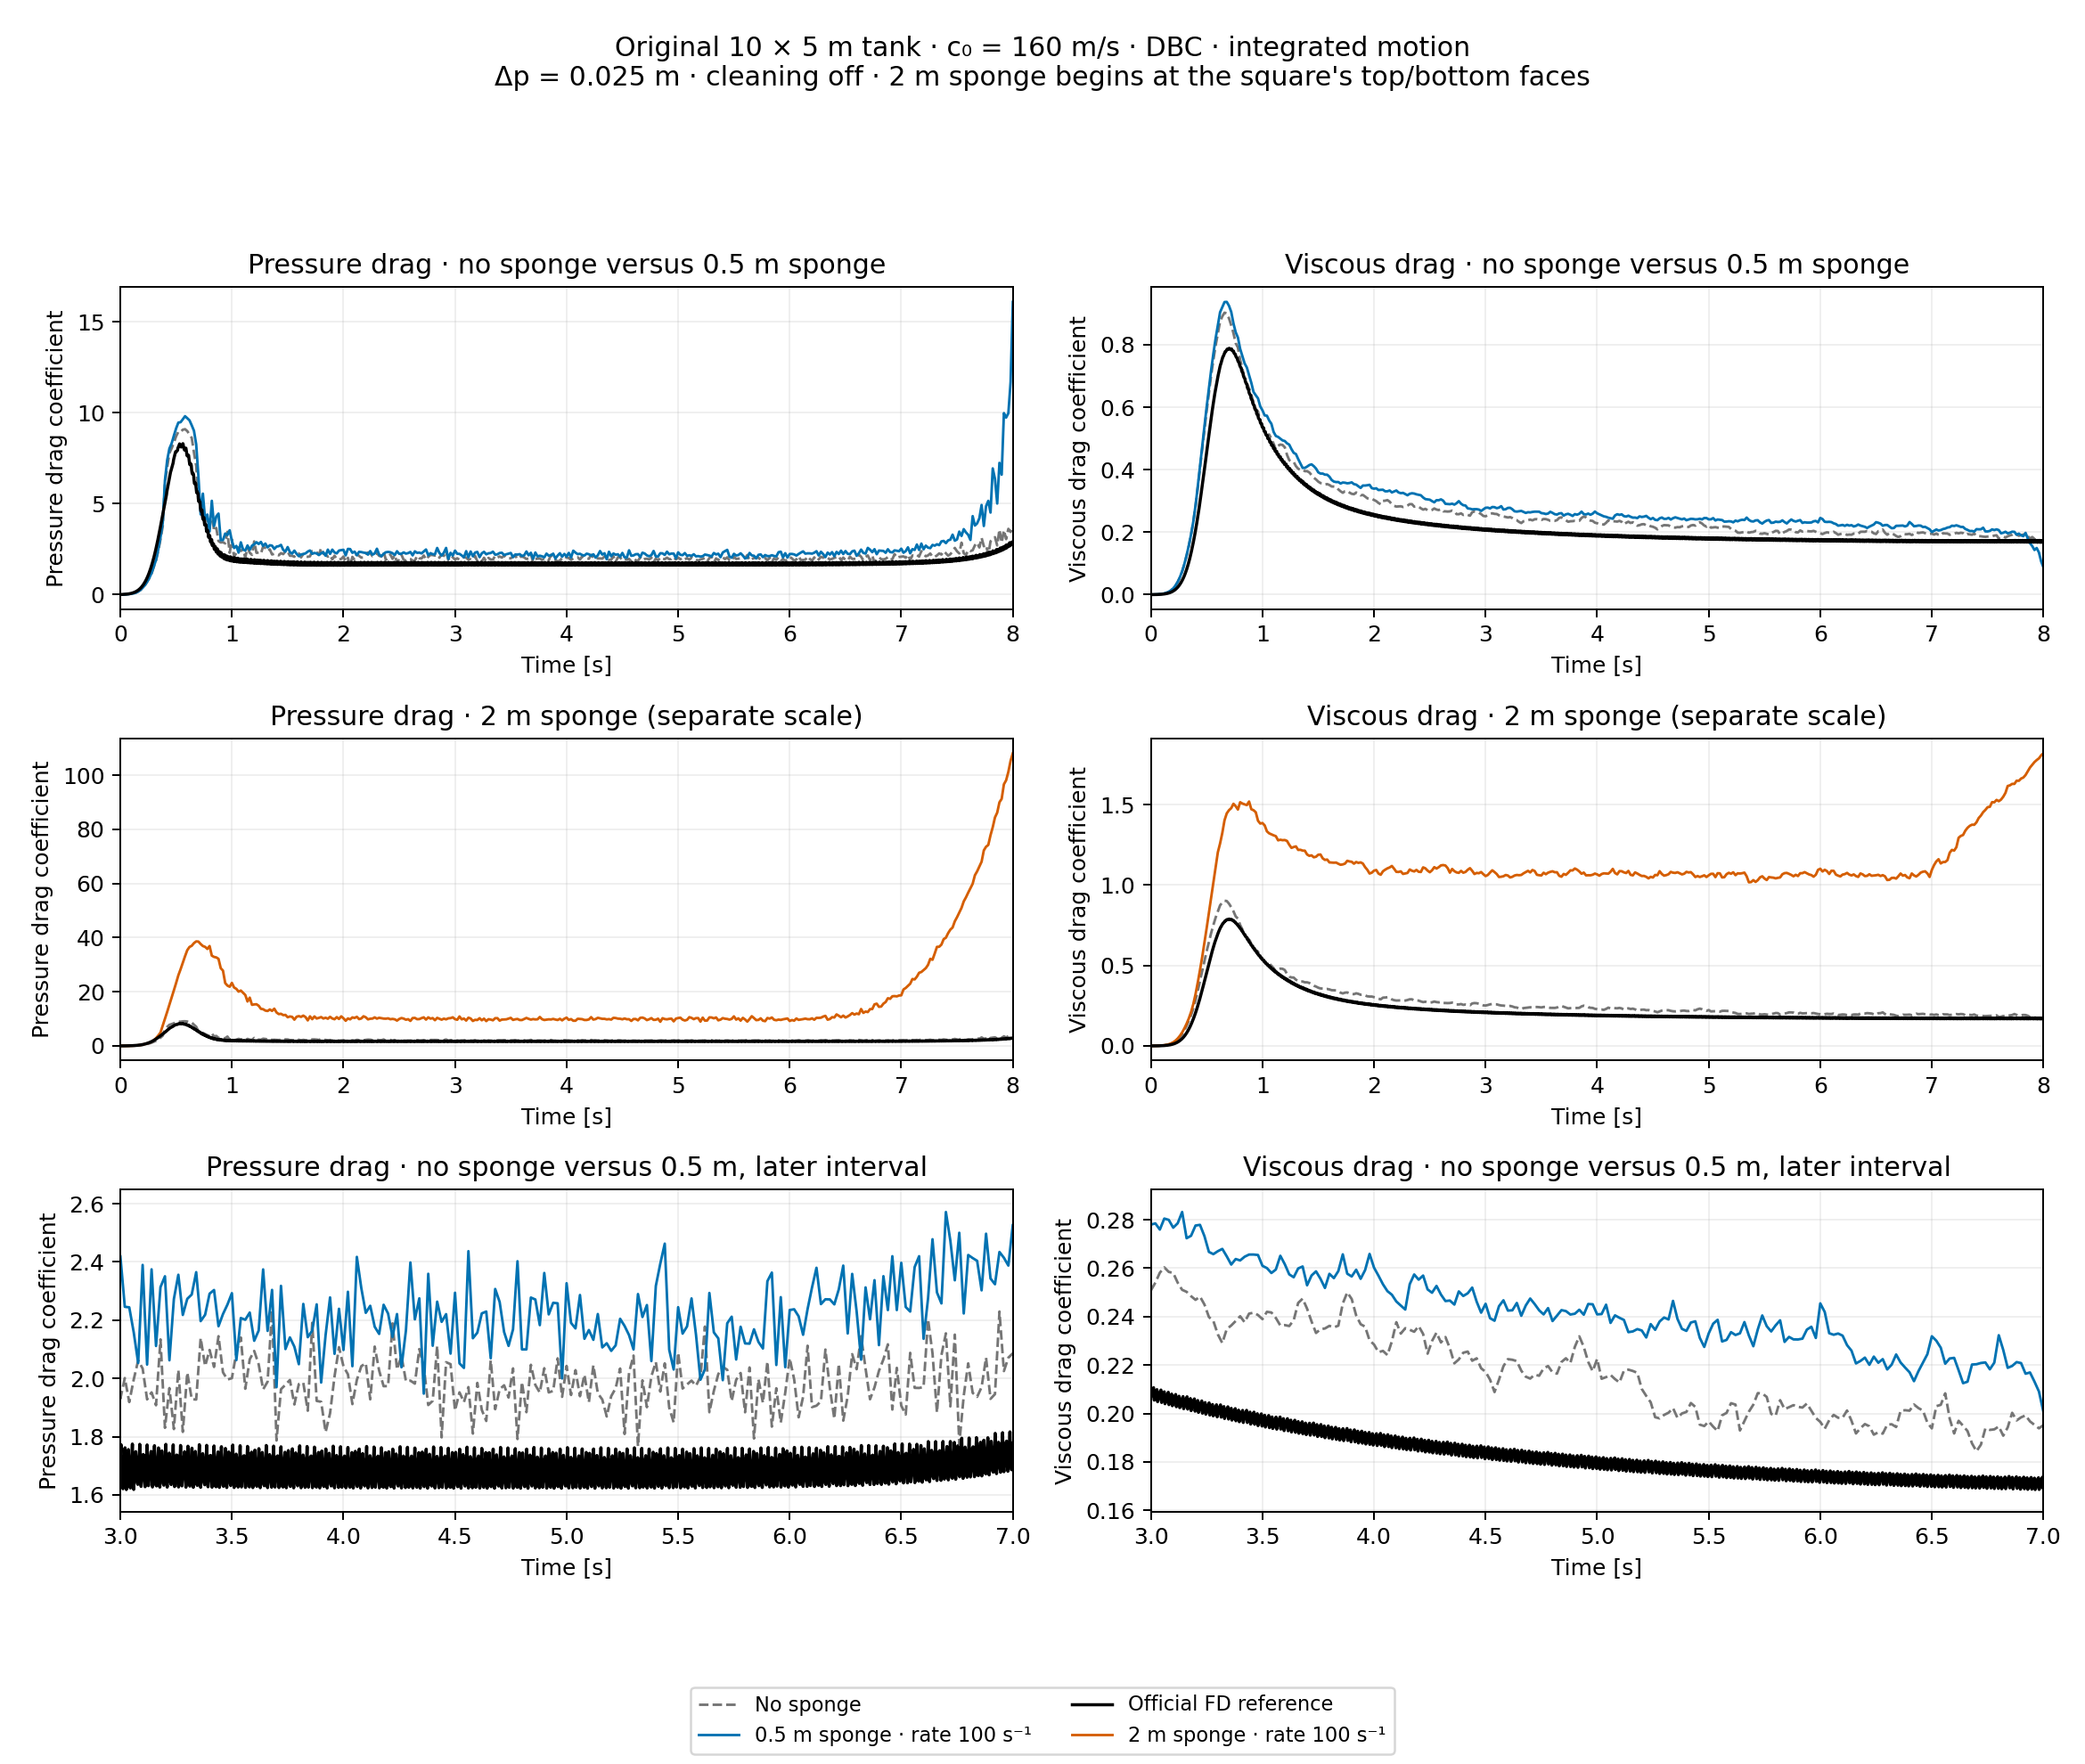 Original 10 × 5 m tank · c₀ = 160 m/s · DBC · integrated motion
Δp = 0.025 m · cleaning off · 2 m sponge begins at the square's top/bottom faces
Pressure drag · no sponge versus 0.5 m sponge
Pressure drag coefficient
15
10
5
0
0 1 2 3 4 5 6 7 8
Time [s]
Viscous drag · no sponge versus 0.5 m sponge
Viscous drag coefficient
0.8
0.6
0.4
0.2
0.0
0 1 2 3 4 5 6 7 8
Time [s]
Pressure drag · 2 m sponge (separate scale)
Pressure drag coefficient
100
80
60
40
20
0
0 1 2 3 4 5 6 7 8
Time [s]
Viscous drag · 2 m sponge (separate scale)
Viscous drag coefficient
1.5
1.0
0.5
0.0
0 1 2 3 4 5 6 7 8
Time [s]
Pressure drag · no sponge versus 0.5 m, later interval
Pressure drag coefficient
2.6
2.4
2.2
2.0
1.8
1.6
3.0 3.5 4.0 4.5 5.0 5.5 6.0 6.5 7.0
Time [s]
Viscous drag · no sponge versus 0.5 m, later interval
Viscous drag coefficient
0.28
0.26
0.24
0.22
0.20
0.18
0.16
3.0 3.5 4.0 4.5 5.0 5.5 6.0 6.5 7.0
Time [s]
No sponge
0.5 m sponge · rate 100 s⁻¹
Official FD reference
2 m sponge · rate 100 s⁻¹